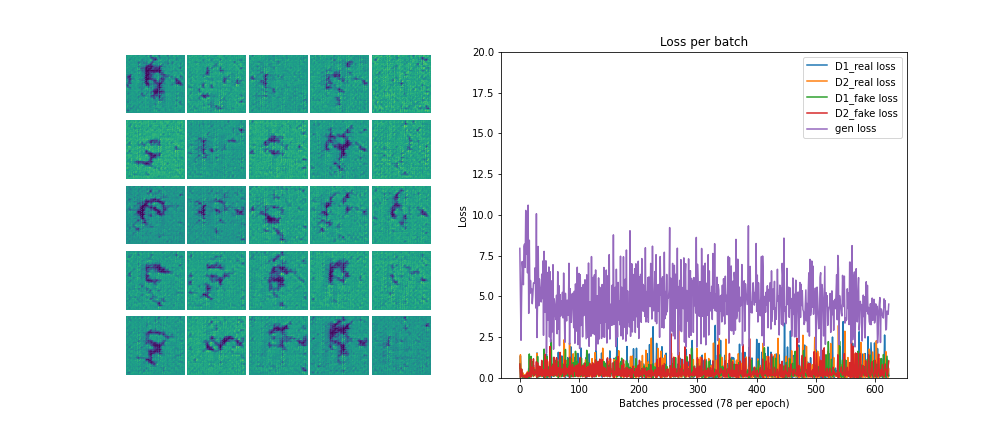 Loss per batch
20.0
17.5
15.0
12.5
10.0
7.5
5.0
2.5
0.0
Loss
D1_real loss
D2_real loss
D1_fake loss
D2_fake loss
gen loss
0 100 200 300 400 500 600
Batches processed (78 per epoch)